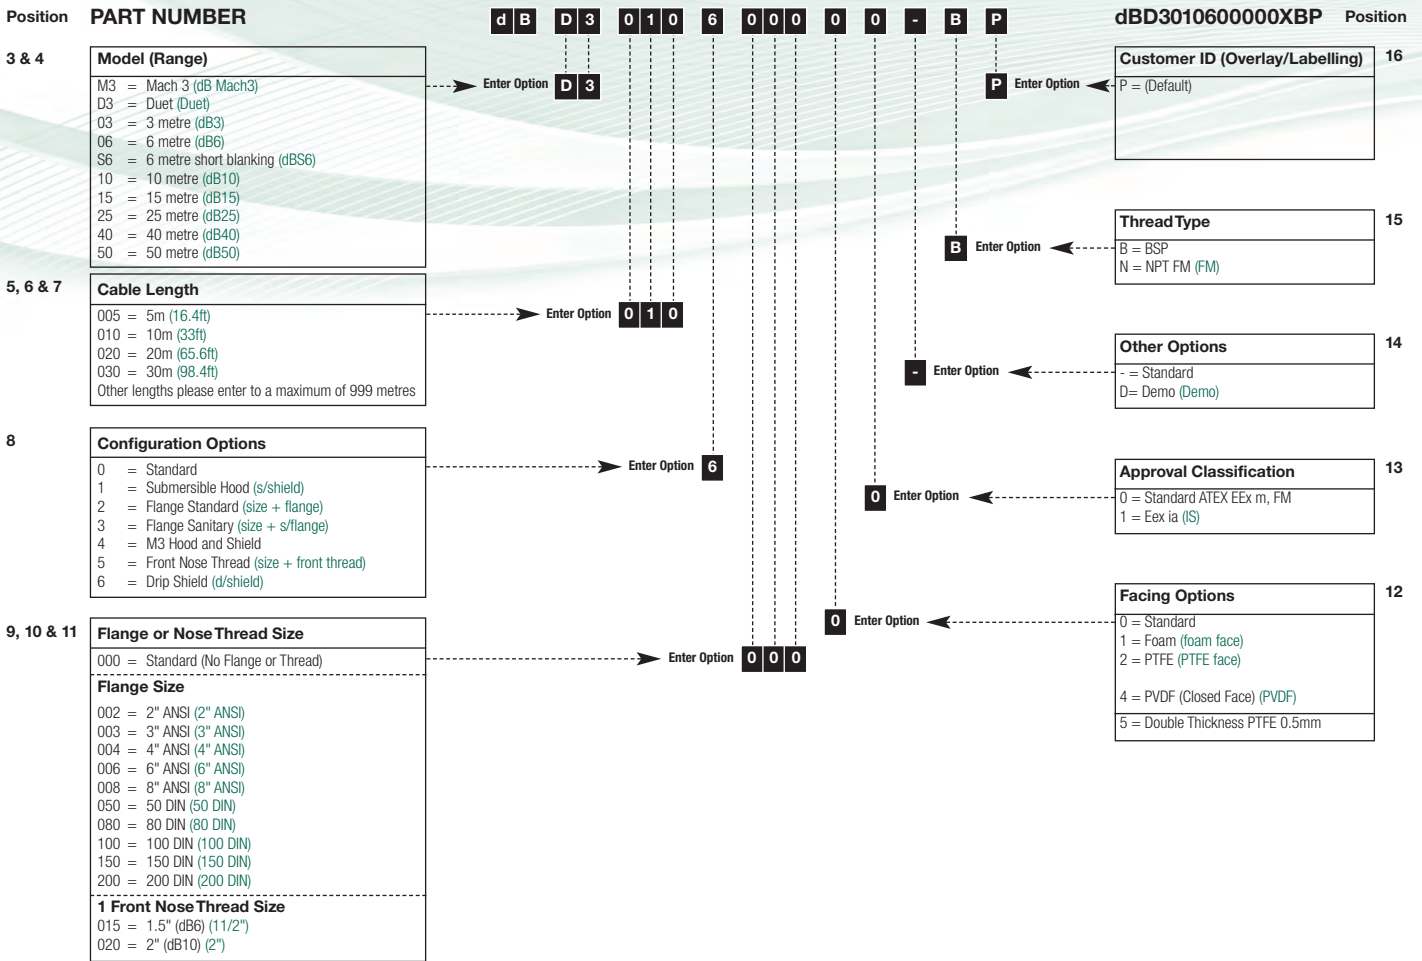 Position PART NUMBER d B D 3 0 1 0 6 0 0 0 0 0 - B P dBD3010600000XBP Position
3 & 4
Model (Range)
M3 = Mach 3 (dB Mach3)
D3 = Duet (Duet)
03 = 3 metre (dB3)
06 = 6 metre (dB6)
S6 = 6 metre short blanking (dBS6)
10 = 10 metre (dB10)
15 = 15 metre (dB15)
25 = 25 metre (dB25)
40 = 40 metre (dB40)
50 = 50 metre (dB50)
Enter Option D 3
5, 6 & 7
Cable Length
005 = 5m (16.4ft)
010 = 10m (33ft)
020 = 20m (65.6ft)
030 = 30m (98.4ft)
Other lengths please enter to a maximum of 999 metres
Enter Option 0 1 0
8
Configuration Options
0 = Standard
1 = Submersible Hood (s/shield)
2 = Flange Standard (size + flange)
3 = Flange Sanitary (size + s/flange)
4 = M3 Hood and Shield
5 = Front Nose Thread (size + front thread)
6 = Drip Shield (d/shield)
Enter Option 6
9, 10 & 11
Flange or Nose Thread Size
000 = Standard (No Flange or Thread)
Enter Option 0 0 0
Flange Size
002 = 2" ANSI (2" ANSI)
003 = 3" ANSI (3" ANSI)
004 = 4" ANSI (4" ANSI)
006 = 6" ANSI (6" ANSI)
008 = 8" ANSI (8" ANSI)
050 = 50 DIN (50 DIN)
080 = 80 DIN (80 DIN)
100 = 100 DIN (100 DIN)
150 = 150 DIN (150 DIN)
200 = 200 DIN (200 DIN)
1 Front Nose Thread Size
015 = 1.5" (dB6) (11/2")
020 = 2" (dB10) (2")
Customer ID (Overlay/Labelling) 16
P Enter Option
P = (Default)
Thread Type 15
B Enter Option
B = BSP
N = NPT FM (FM)
Other Options 14
- Enter Option
- = Standard
D= Demo (Demo)
Approval Classification 13
0 Enter Option
0 = Standard ATEX EEx m, FM
1 = Eex ia (IS)
Facing Options 12
0 Enter Option
0 = Standard
1 = Foam (foam face)
2 = PTFE (PTFE face)
4 = PVDF (Closed Face) (PVDF)
5 = Double Thickness PTFE 0.5mm